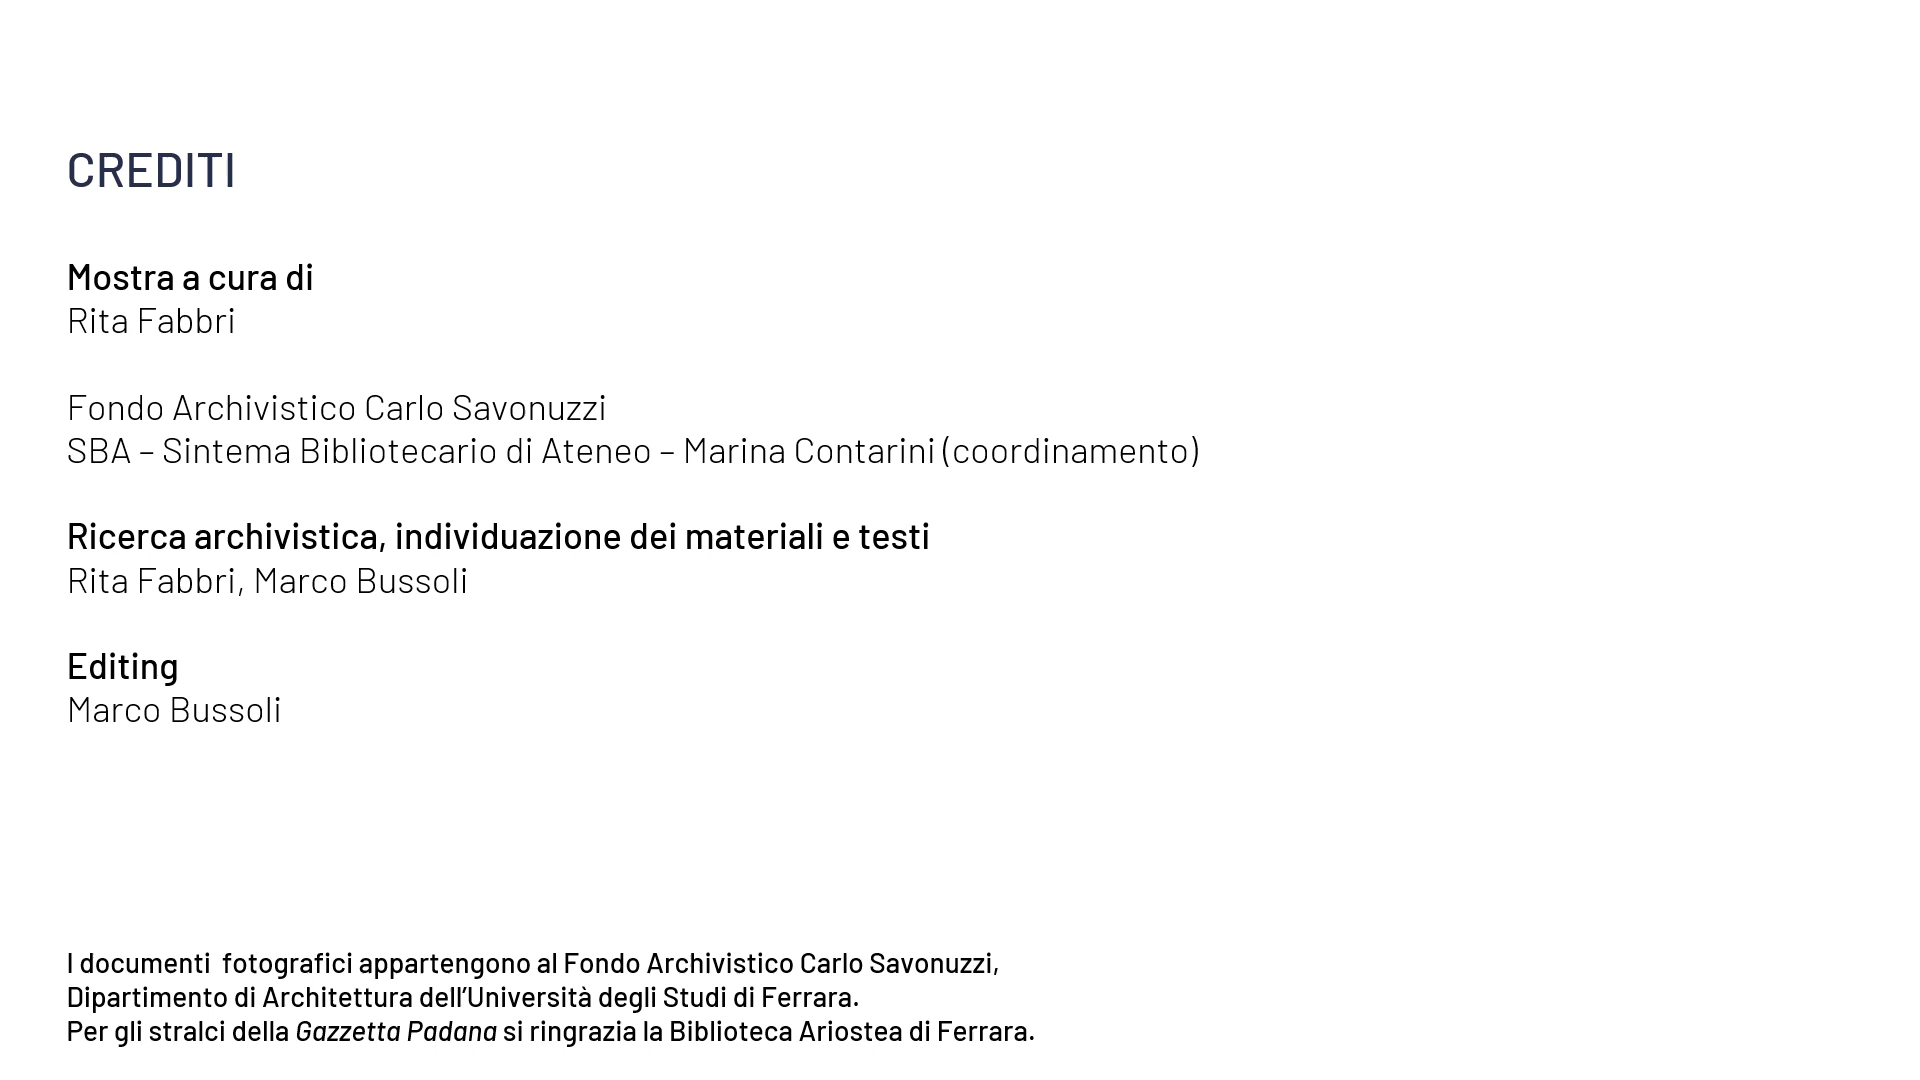 CREDITI
Mostra a cura di
Rita Fabbri
Fondo Archivistico Carlo Savonuzzi
SBA – Sintema Bibliotecario di Ateneo – Marina Contarini (coordinamento)
Ricerca archivistica, individuazione dei materiali e testi
Rita Fabbri, Marco Bussoli
Editing
Marco Bussoli
I documenti  fotografici appartengono al Fondo Archivistico Carlo Savonuzzi,
Dipartimento di Architettura dell’Università degli Studi di Ferrara.
Per gli stralci della Gazzetta Padana si ringrazia la Biblioteca Ariostea di Ferrara.